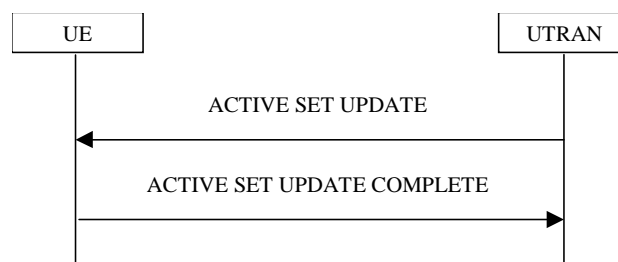 UE
UTRAN
ACTIVE SET UPDATE
ACTIVE SET UPDATE COMPLETE